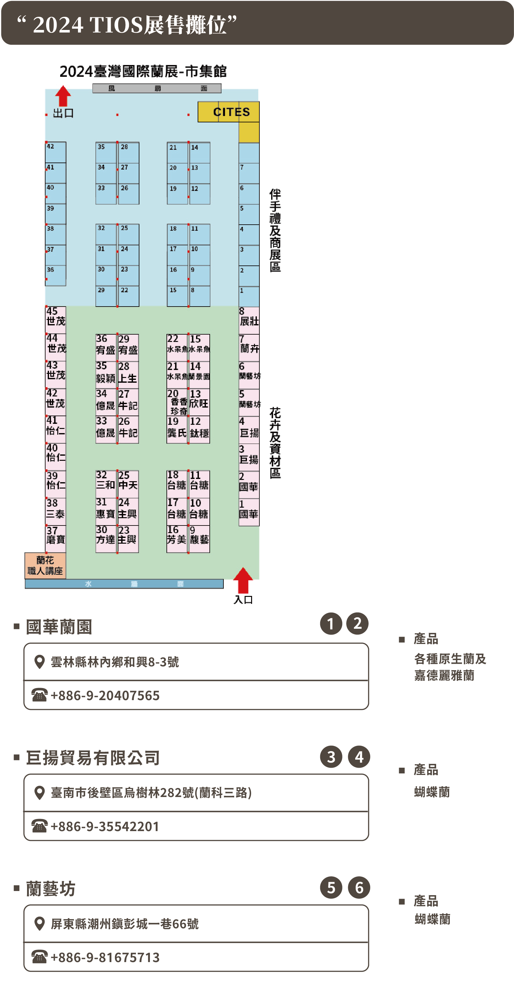 “ 2024 TIOS展售攤位”
2024臺灣國際蘭展-市集館
風 扇 面
出口
CITES
42 35 28 21 14
41 34 27 20 13 7
40 33 26 19 12 6
39 5
38 32 25 18 11 4
37 31 24 17 10 3
36 30 23 16 9 2
29 22 15 8 1
伴手禮及商展區
45 8
世茂 展壯
44 36 29 22 15 7
世茂 宥盛 宥盛 水呆魚 水呆魚 蘭卉
43 35 28 21 14 6
世茂 毅穎 上生 水呆魚 蘭景園 蘭藝坊
42 34 27 20 13 5
世茂 億晟 牛記 香香珍奇 欣旺 蘭藝坊
41 33 26 19 12 4
怡仁 億晟 牛記 龔氏 鈦穩 巨揚
40 3
怡仁 巨揚
39 32 25 18 11 2
怡仁 三和 中天 台糖 台糖 國華
38 31 24 17 10 1
三泰 惠寶 主興 台糖 台糖 國華
37 30 23 16 9
磨寶 方達 主興 芳美 馥藝
花卉及資材區
蘭花
職人講座
水 牆 面
入口
▪ 國華蘭園 1 2
雲林縣林內鄉和興8-3號
+886-9-20407565
▪ 產品
各種原生蘭及
嘉德麗雅蘭
▪ 巨揚貿易有限公司 3 4
臺南市後壁區烏樹林282號(蘭科三路)
+886-9-35542201
▪ 產品
蝴蝶蘭
▪ 蘭藝坊 5 6
屏東縣潮州鎮彭城一巷66號
+886-9-81675713
▪ 產品
蝴蝶蘭